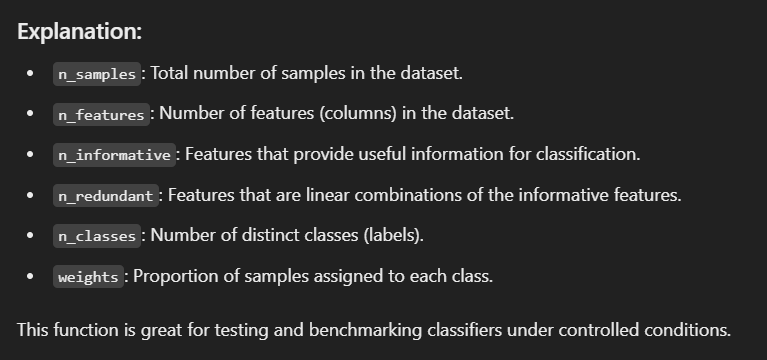 Explanation:
• n_samples: Total number of samples in the dataset.
• n_features: Number of features (columns) in the dataset.
• n_informative: Features that provide useful information for classification.
• n_redundant: Features that are linear combinations of the informative features.
• n_classes: Number of distinct classes (labels).
• weights: Proportion of samples assigned to each class.
This function is great for testing and benchmarking classifiers under controlled conditions.